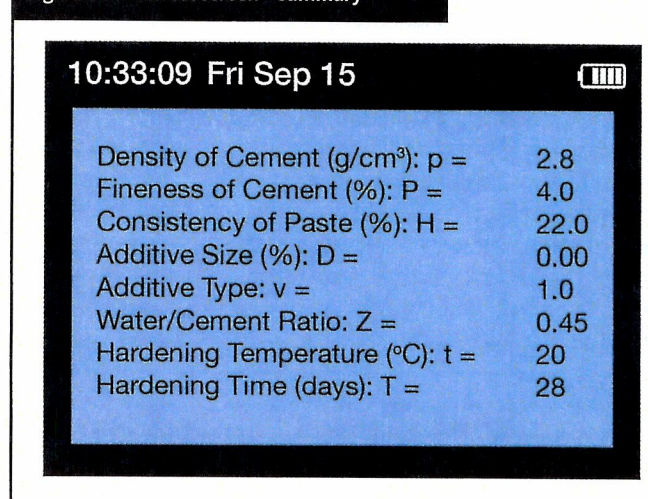 10:33:09 Fri Sep 15
Density of Cement (g/cm³): p = 2.8
Fineness of Cement (%): P = 4.0
Consistency of Paste (%): H = 22.0
Additive Size (%): D = 0.00
Additive Type: v = 1.0
Water/Cement Ratio: Z = 0.45
Hardening Temperature (ºC): t = 20
Hardening Time (days): T = 28